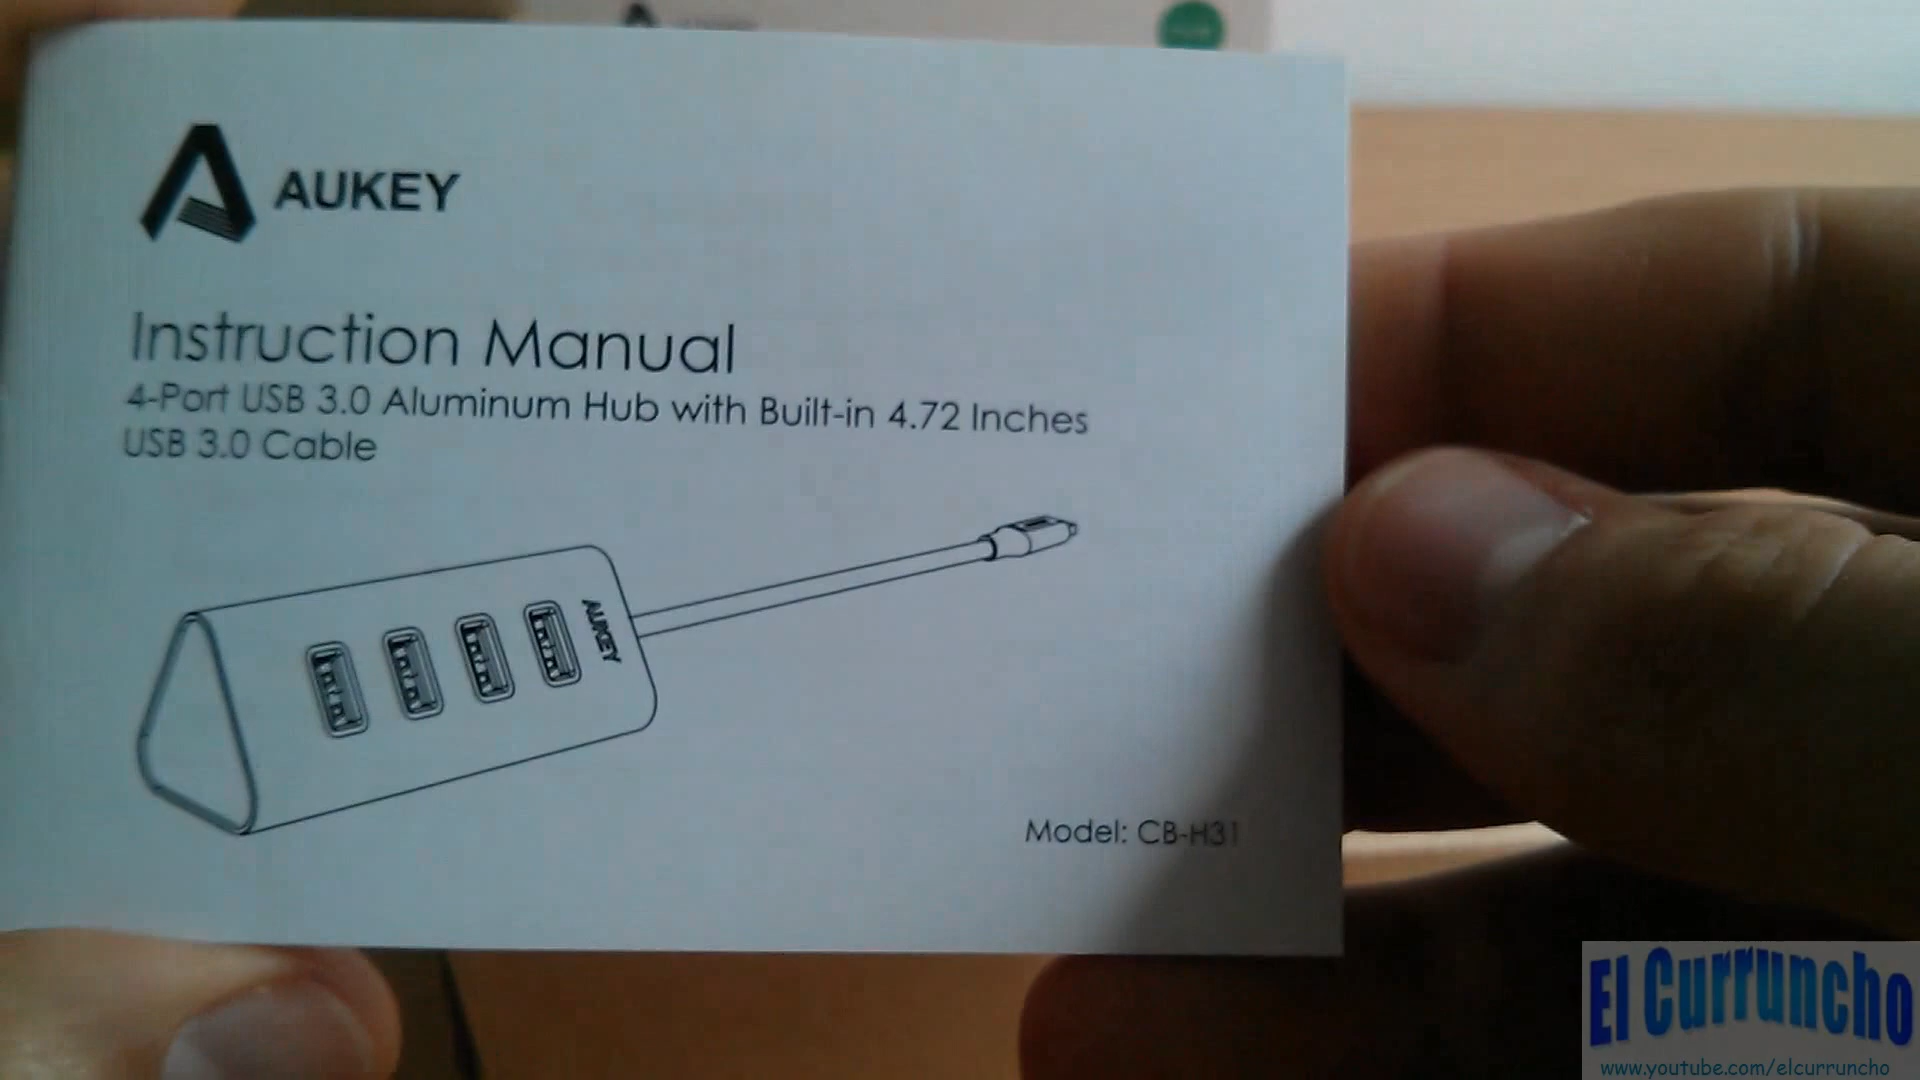 AUKEY
Instruction Manual
4-Port USB 3.0 Aluminum Hub with Built-in 4.72 Inches
USB 3.0 Cable
AUKEY
Model: CB-H31
El Curruncho
www.youtube.com/elcurruncho